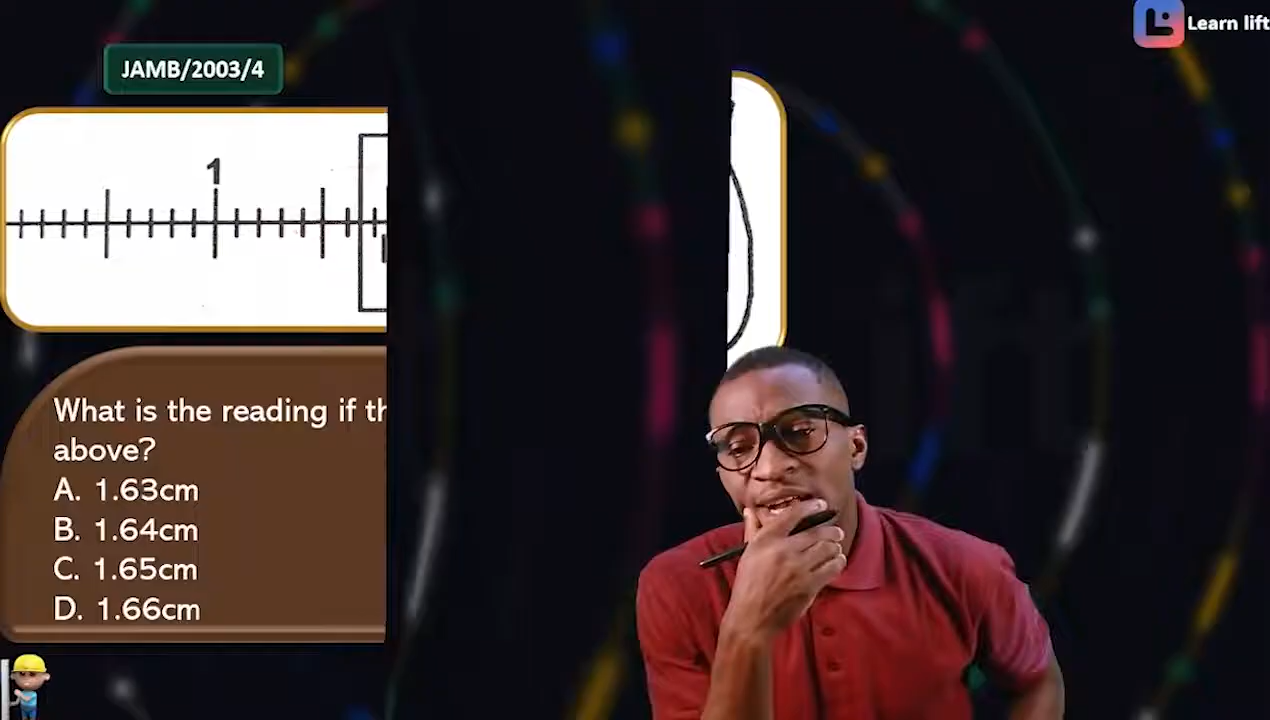 Learn lift
JAMB/2003/4
1
What is the reading if
above?
A. 1.63cm
B. 1.64cm
C. 1.65cm
D. 1.66cm